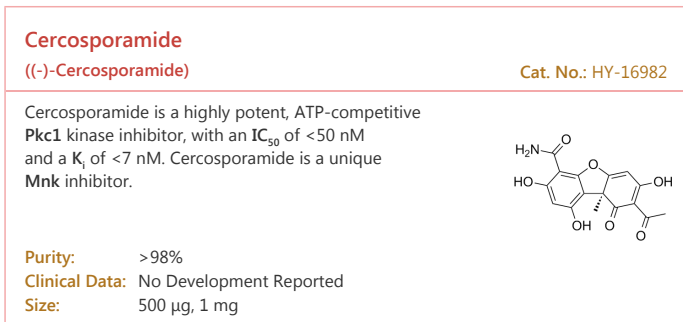 Cercosporamide
((-)-Cercosporamide)
Cat. No.: HY-16982
Cercosporamide is a highly potent, ATP-competitive
Pkc1 kinase inhibitor, with an IC50 of <50 nM
and a Ki of <7 nM. Cercosporamide is a unique
Mnk inhibitor.
H2N
O
O
HO
OH
OH
O
O
Purity: >98%
Clinical Data: No Development Reported
Size: 500 μg, 1 mg